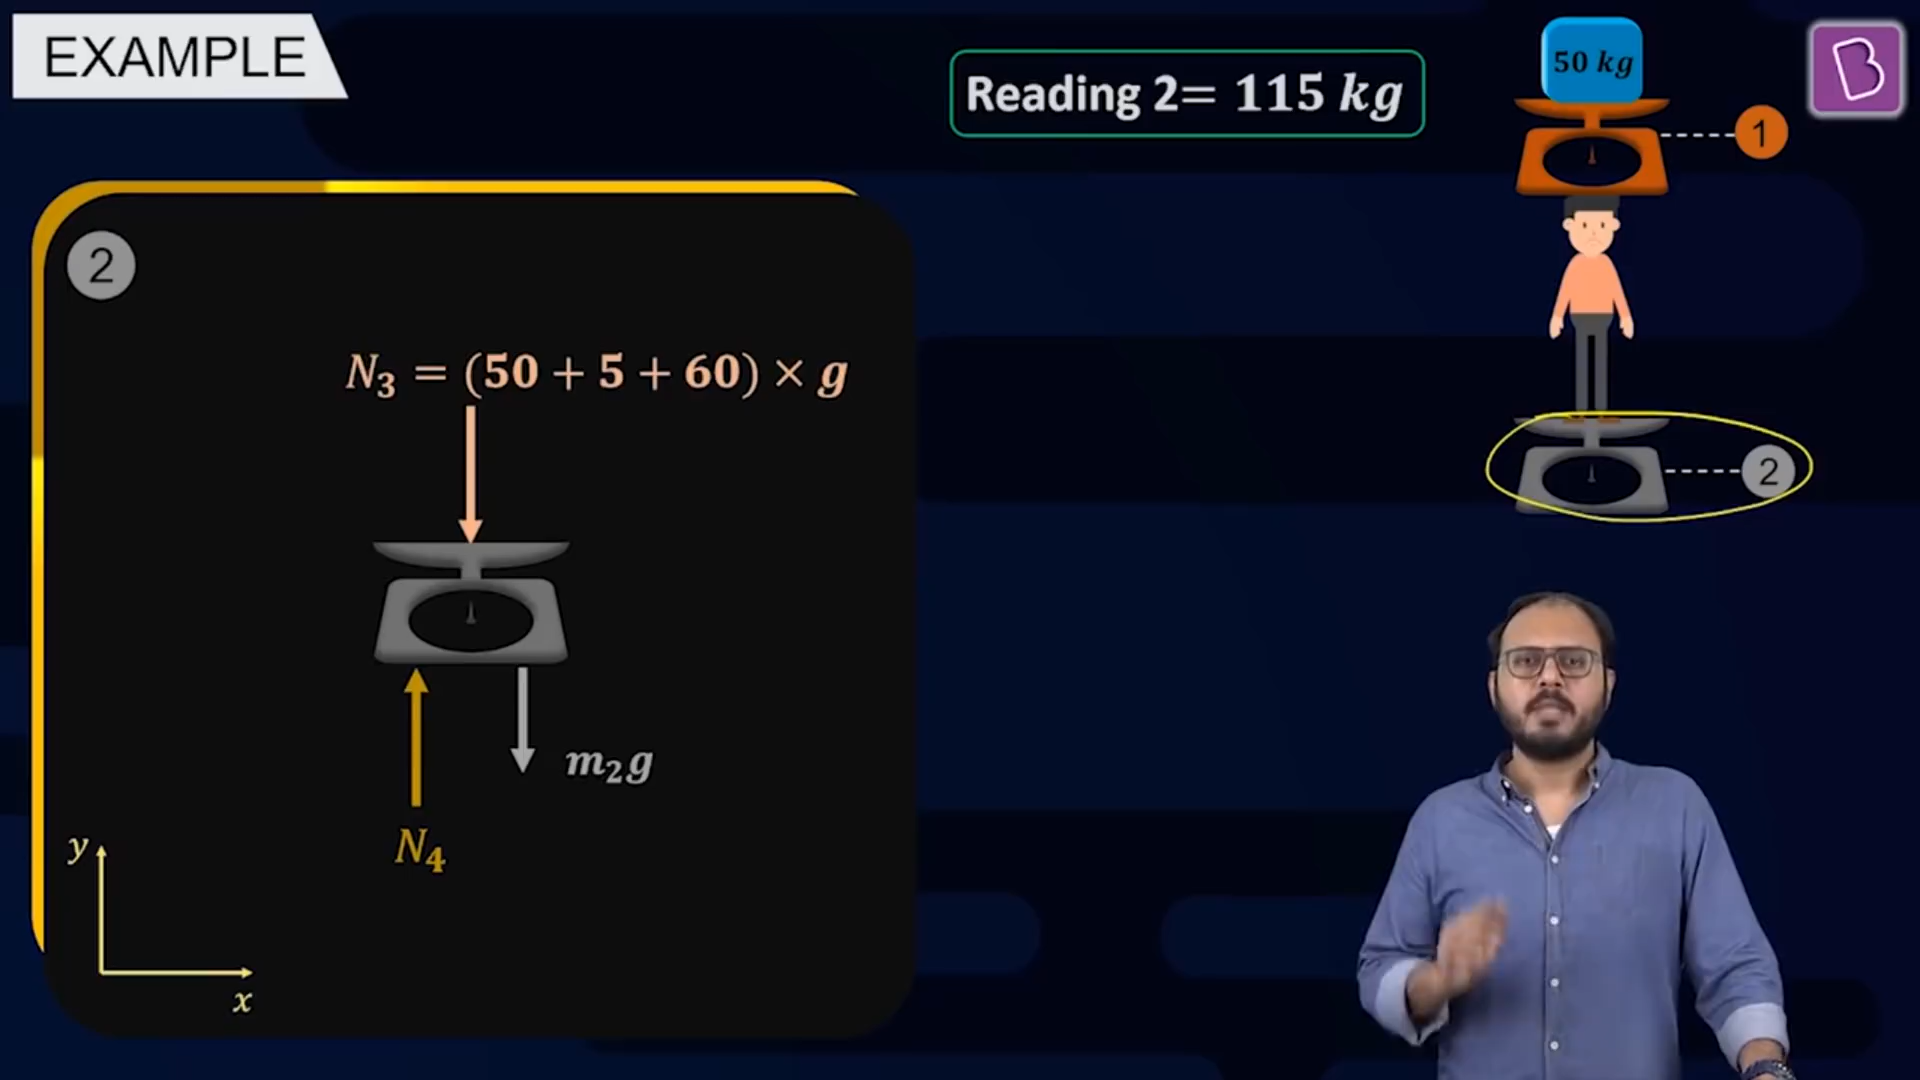 EXAMPLE
Reading 2= 115 kg
50 kg
B
1
2
N₃ = (50 + 5 + 60) × g
2
m₂g
N₄
y
x